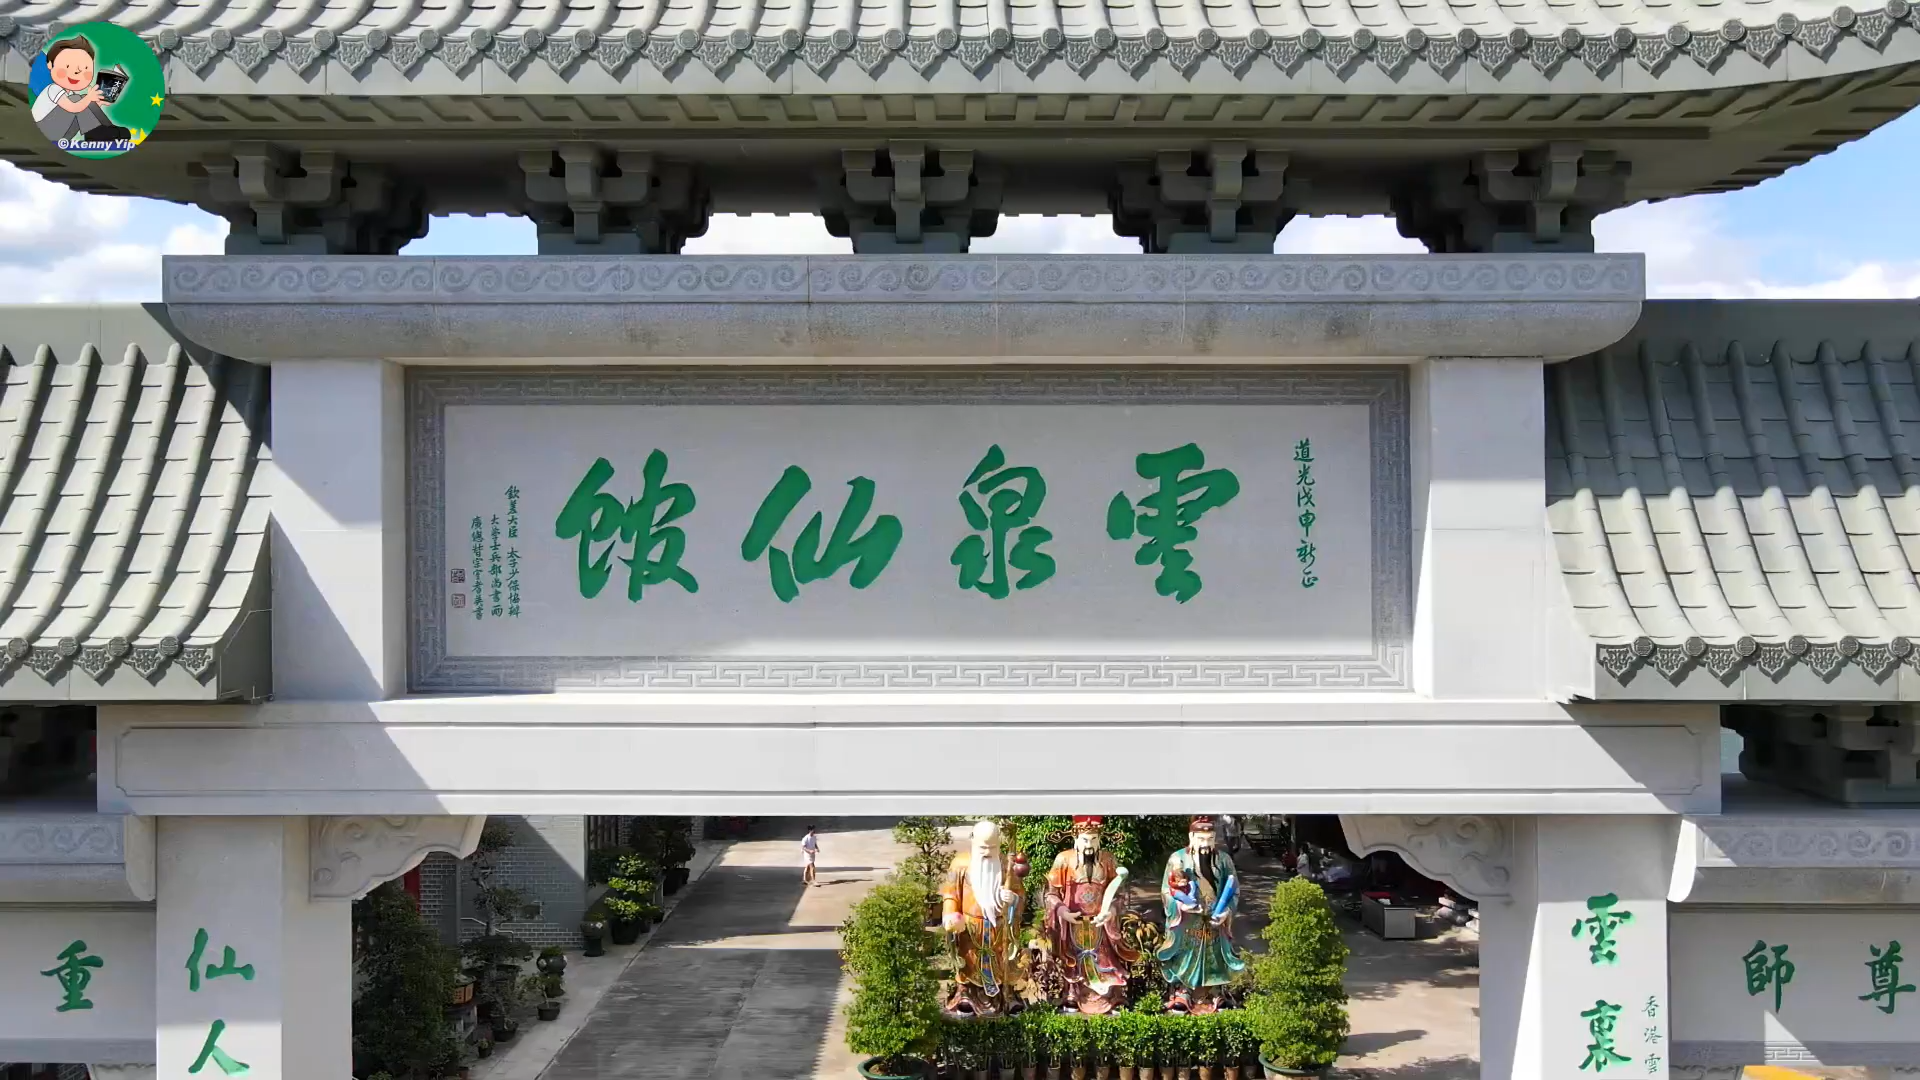 ©Kenny Yip
道光戊申新正
雲泉仙館
欽差大臣 太子少保協辦
大學士兵部尚書兩
廣總督宗室耆英書
尊師
重
雲裏
香港雲
仙人